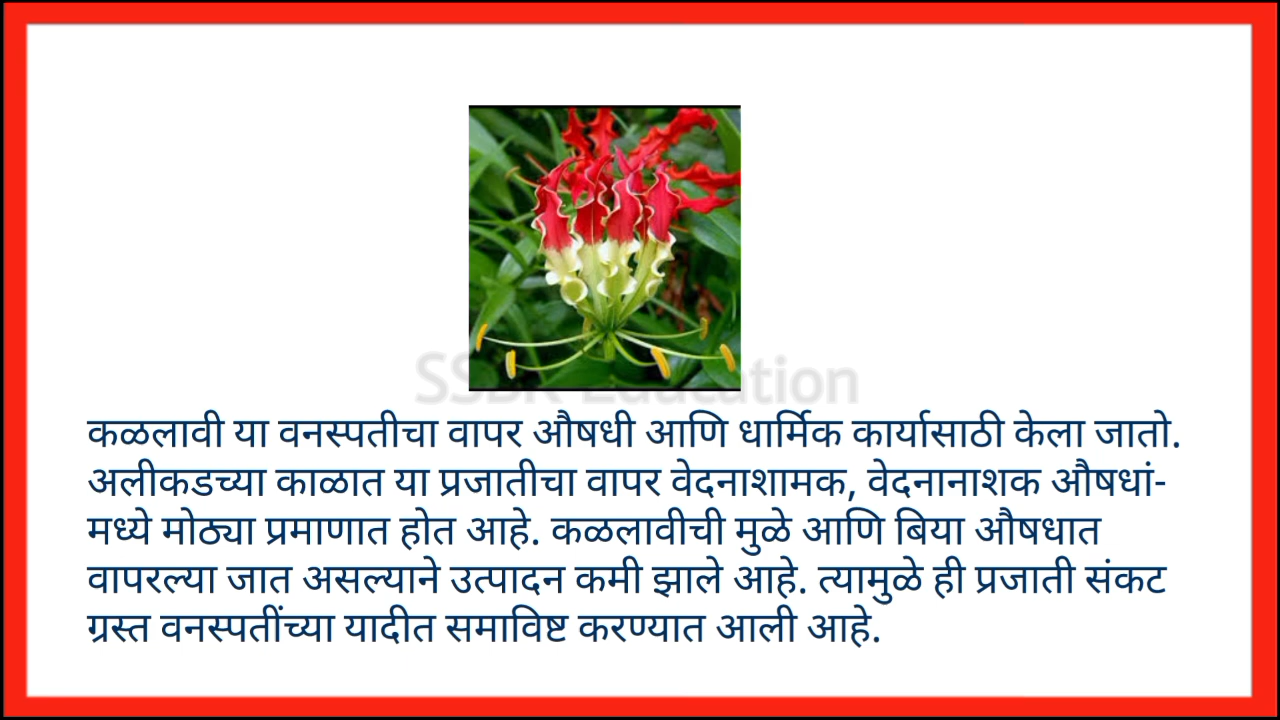 कळलावी या वनस्पतीचा वापर औषधी आणि धार्मिक कार्यासाठी केला जातो.
अलीकडच्या काळात या प्रजातीचा वापर वेदनाशामक, वेदनानाशक औषधां-
मध्ये मोठ्या प्रमाणात होत आहे. कळलावीची मुळे आणि बिया औषधात
वापरल्या जात असल्याने उत्पादन कमी झाले आहे. त्यामुळे ही प्रजाती संकट
ग्रस्त वनस्पतींच्या यादीत समाविष्ट करण्यात आली आहे.